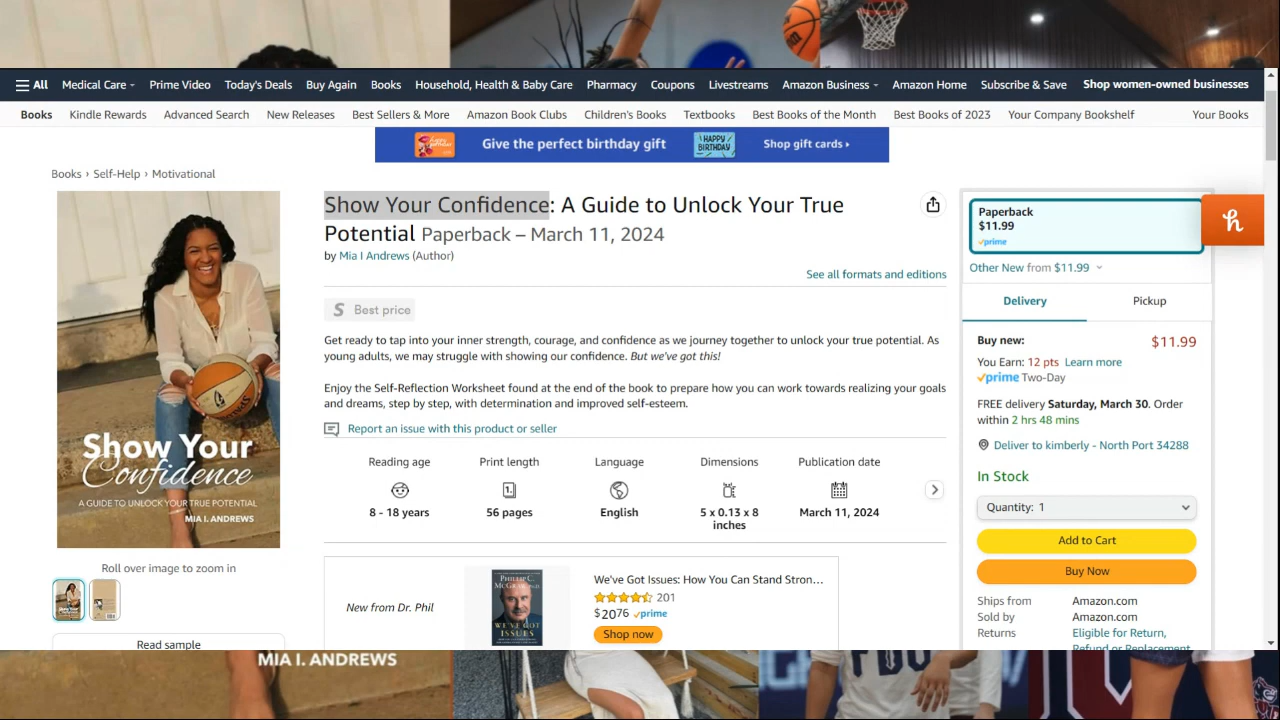 All Medical Care Prime Video Today's Deals Buy Again Books Household, Health & Baby Care Pharmacy Coupons Livestreams Amazon Business Amazon Home Subscribe & Save Shop women-owned businesses
Books Kindle Rewards Advanced Search New Releases Best Sellers & More Amazon Book Clubs Children's Books Textbooks Best Books of the Month Best Books of 2023 Your Company Bookshelf Your Books
Give the perfect birthday gift HAPPY BIRTHDAY Shop gift cards ›
Books › Self-Help › Motivational
Show Your
Confidence
A GUIDE TO UNLOCK YOUR TRUE POTENTIAL
MIA I. ANDREWS
Roll over image to zoom in
Read sample
Show Your Confidence: A Guide to Unlock Your True
Potential Paperback – March 11, 2024
by Mia I Andrews (Author)
See all formats and editions
S Best price
Get ready to tap into your inner strength, courage, and confidence as we journey together to unlock your true potential. As
young adults, we may struggle with showing our confidence. But we've got this!
Enjoy the Self-Reflection Worksheet found at the end of the book to prepare how you can work towards realizing your goals
and dreams, step by step, with determination and improved self-esteem.
Report an issue with this product or seller
Reading age Print length Language Dimensions Publication date
8 - 18 years 56 pages English 5 x 0.13 x 8 March 11, 2024
inches
New from Dr. Phil
PHILLIP C.
MCGRAW, PH.D.
WE'VE GOT
ISSUES
We've Got Issues: How You Can Stand Stron...
201
$2076 prime
Shop now
Paperback
$11.99
prime
h
Other New from $11.99
Delivery Pickup
Buy new: $11.99
You Earn: 12 pts Learn more
prime Two-Day
FREE delivery Saturday, March 30. Order
within 2 hrs 48 mins
Deliver to kimberly - North Port 34288
In Stock
Quantity: 1
Add to Cart
Buy Now
Ships from Amazon.com
Sold by Amazon.com
Returns Eligible for Return,
Refund or Replacement
MIA I. ANDREWS
FDU